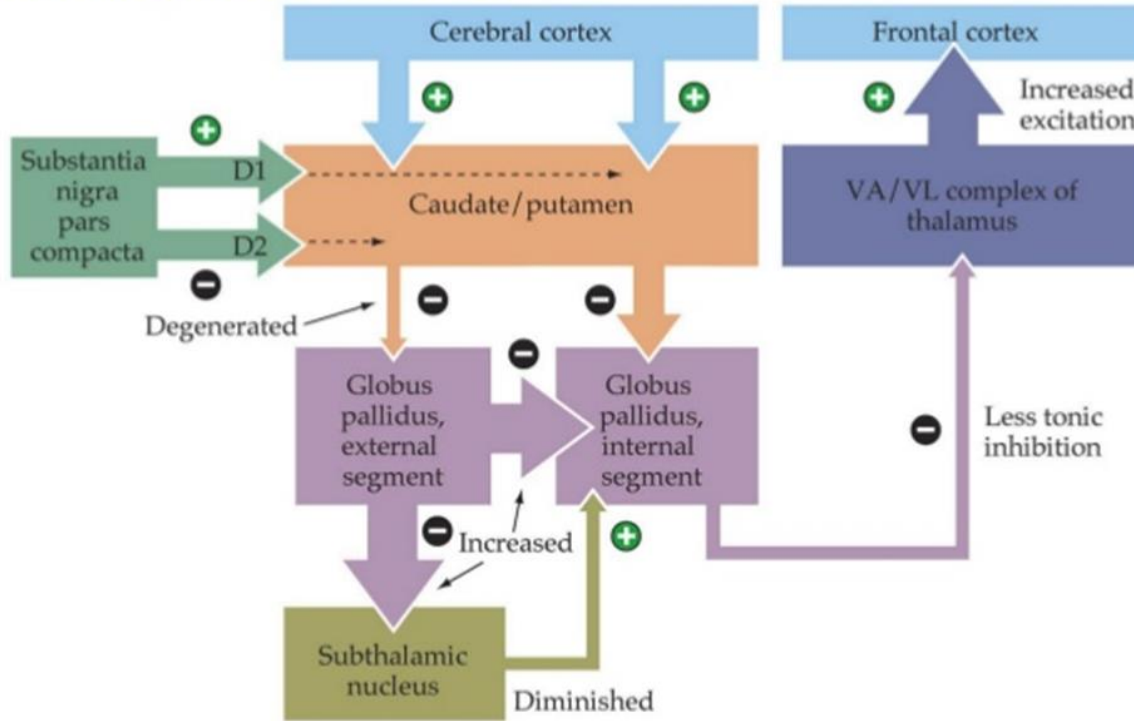 Cerebral cortex
Frontal cortex
Increased
excitation
Substantia
nigra
pars
compacta
D1
D2
Caudate/putamen
VA/VL complex of
thalamus
Degenerated
Globus
pallidus,
external
segment
Globus
pallidus,
internal
segment
Less tonic
inhibition
Increased
Subthalamic
nucleus
Diminished